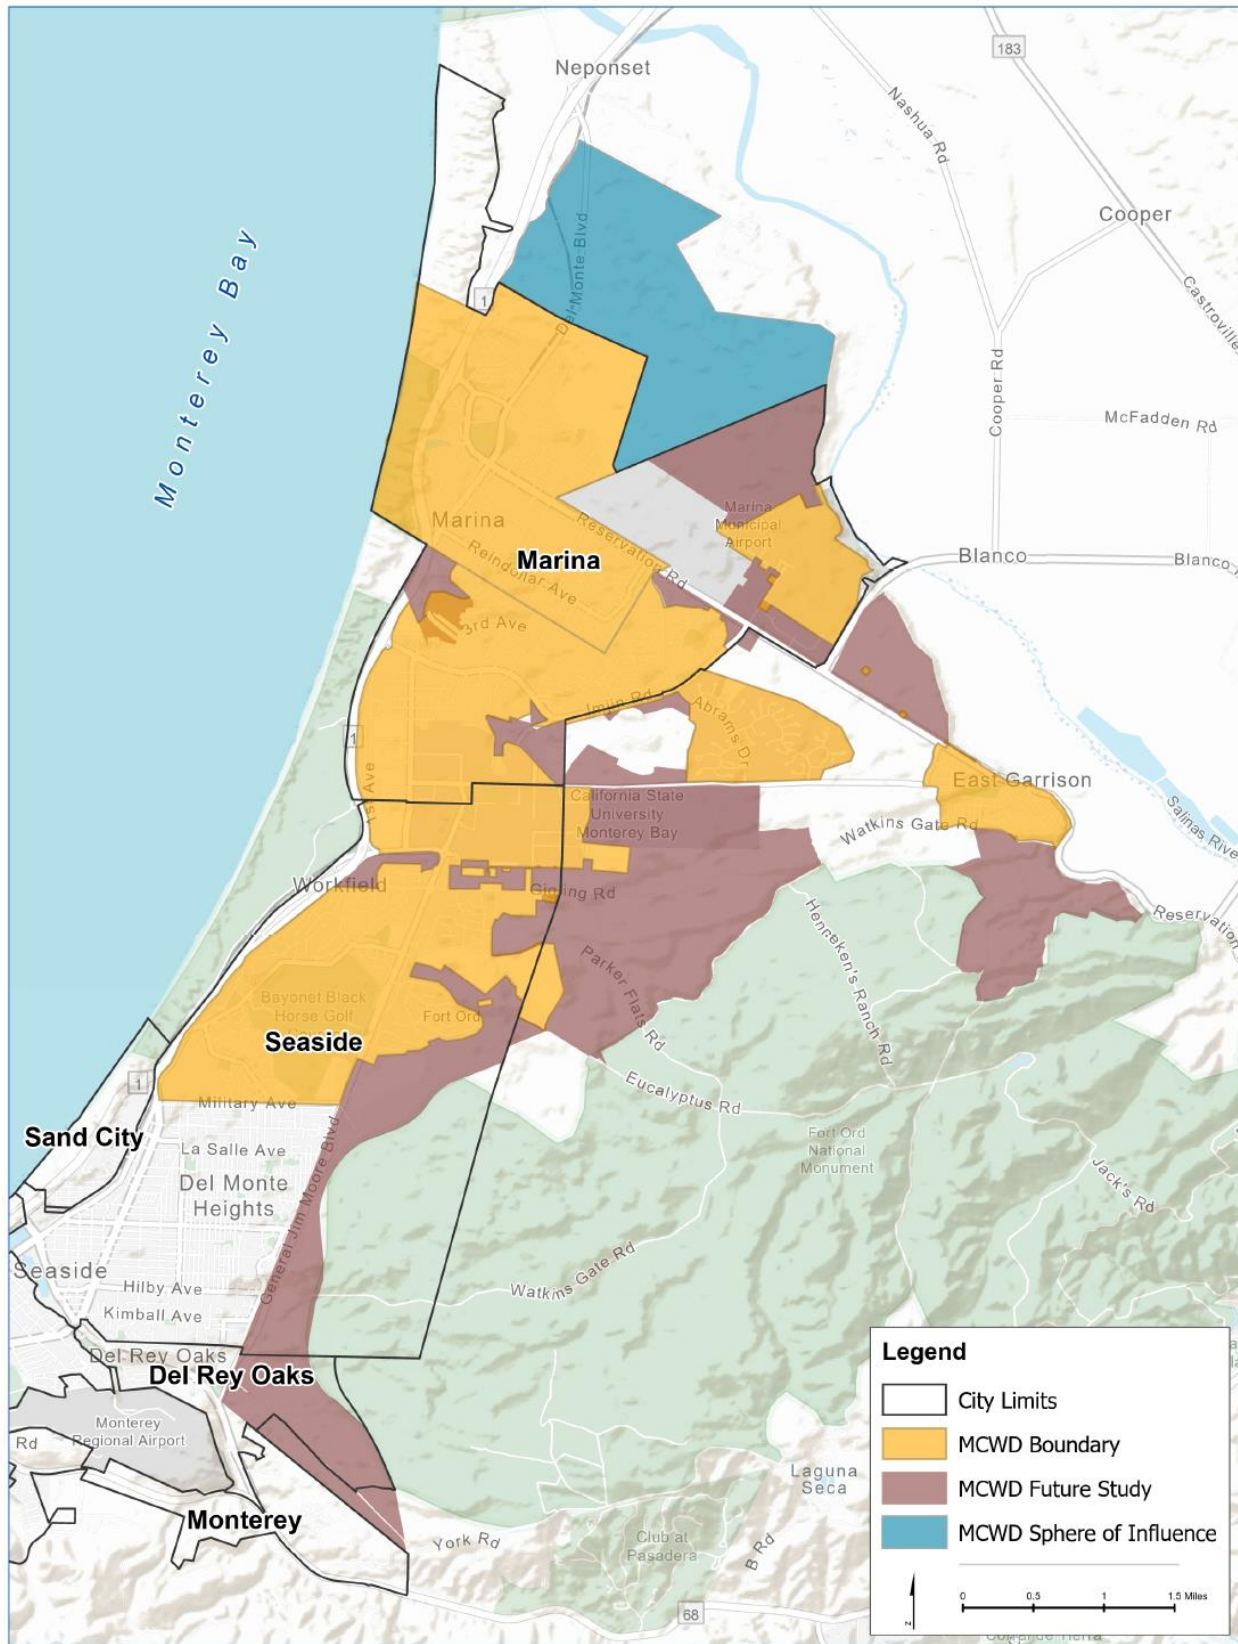 183
Neponset
Nashua Rd
Cooper
Castroville
Monterey Bay
Del Monte Blvd
1
Cooper Rd
McFadden Rd
Marina
Municipal
Airport
Marina
Reservation Rd
Marina
Reindollar Ave
Blanco
Blanco
3rd Ave
Imjin Rd
Abrams Dr
1
1st Ave
East Garrison
California State
University
Monterey Bay
Watkins Gate Rd
Salinas River
Workfield
Gigling Rd
Reservation
Henneken's Ranch Rd
Parker Flats Rd
Bayonet Black
Horse Golf
Fort Ord
Seaside
1
Eucalyptus Rd
Military Ave
Sand City
La Salle Ave
Fort Ord
National
Monument
Del Monte
Heights
Jack's Rd
General Jim Moore Blvd
Seaside
Hilby Ave
Watkins Gate Rd
Kimball Ave
Del Rey Oaks
Del Rey Oaks
Monterey
Regional Airport
Rd
Laguna
Seca
Monterey
York Rd
Club at
Pasadera
B Rd
68
Legend
City Limits
MCWD Boundary
MCWD Future Study
MCWD Sphere of Influence
N
0 0.5 1 1.5 Miles